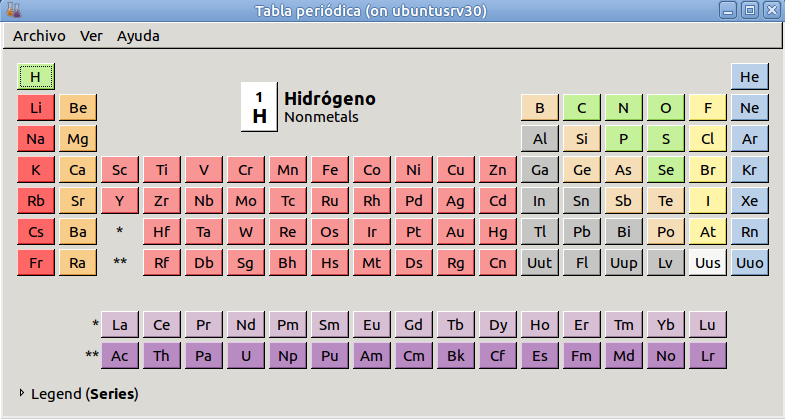 Tabla periódica (on ubuntusrv30)
Archivo Ver Ayuda
H He
1
H
Hidrógeno
Nonmetals
Li Be B C N O F Ne
Na Mg Al Si P S Cl Ar
K Ca Sc Ti V Cr Mn Fe Co Ni Cu Zn Ga Ge As Se Br Kr
Rb Sr Y Zr Nb Mo Tc Ru Rh Pd Ag Cd In Sn Sb Te I Xe
Cs Ba * Hf Ta W Re Os Ir Pt Au Hg Tl Pb Bi Po At Rn
Fr Ra ** Rf Db Sg Bh Hs Mt Ds Rg Cn Uut Fl Uup Lv Uus Uuo
* La Ce Pr Nd Pm Sm Eu Gd Tb Dy Ho Er Tm Yb Lu
** Ac Th Pa U Np Pu Am Cm Bk Cf Es Fm Md No Lr
Legend (Series)